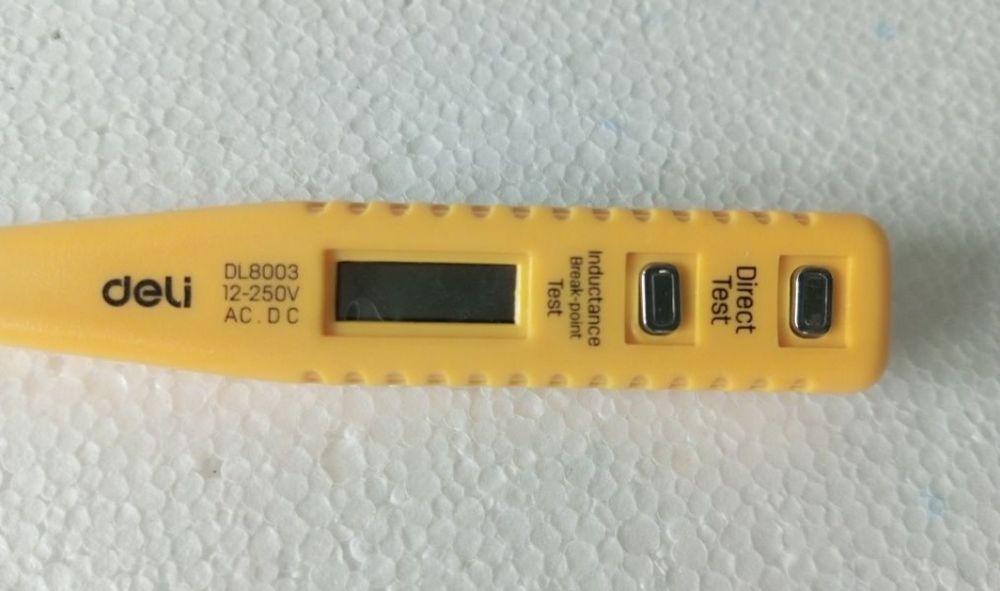 deli
DL8003
12-250V
AC.DC
Inductance
Break-point
Test
Direct
Test